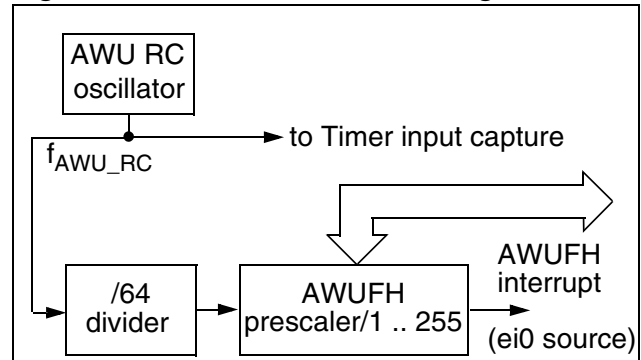 AWU RC
oscillator
to Timer input capture
fAWU_RC
AWUFH
interrupt
/64
divider
AWUFH
prescaler/1 .. 255
(ei0 source)